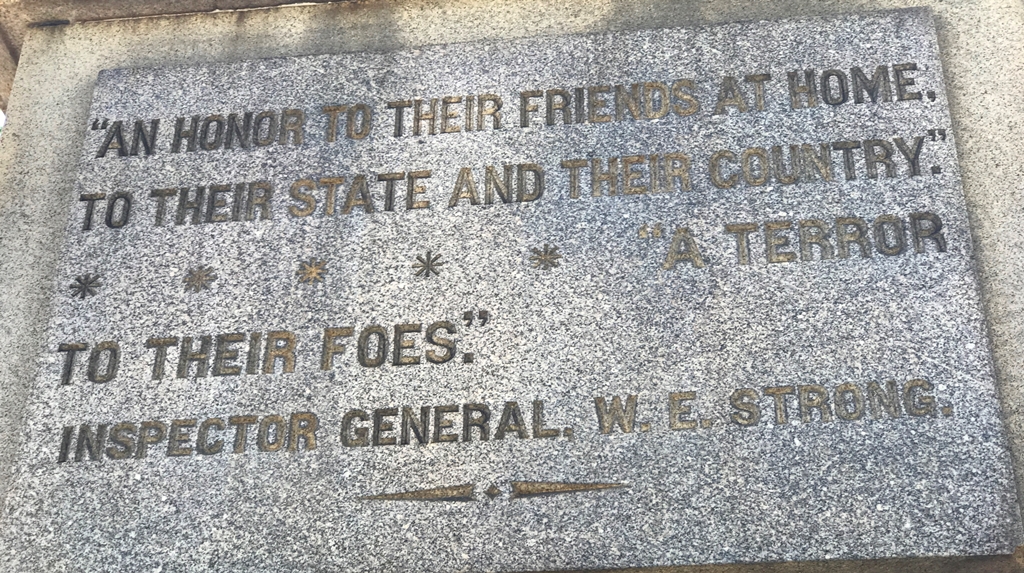 "AN HONOR TO THEIR FRIENDS AT HOME,
TO THEIR STATE AND THEIR COUNTRY."
* * * * * "A TERROR
TO THEIR FOES."
INSPECTOR GENERAL, W. E. STRONG.